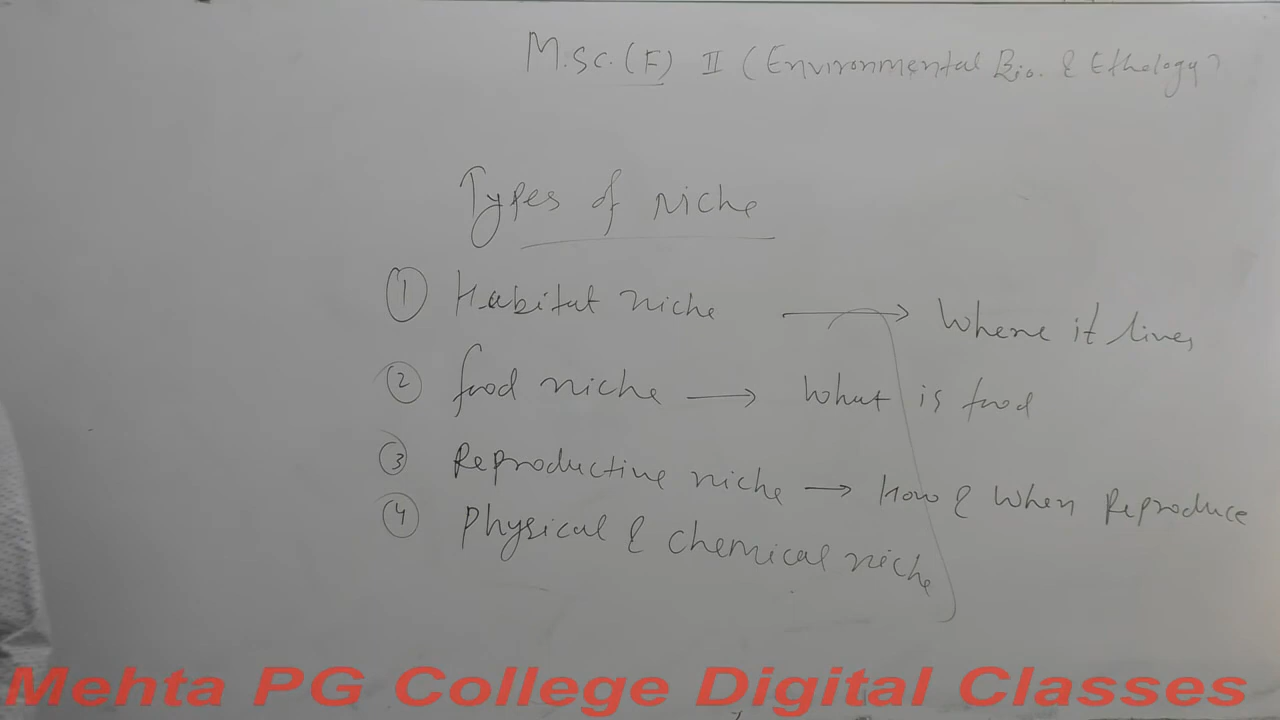 M.Sc. (F) II (Environmental Bio. & Ethology)
Types of niche
① Habitat niche → Where it lives
② food niche → What is food
③ Reproductive niche → How & When Reproduce
④ Physical & chemical niche
Mehta PG College Digital Classes